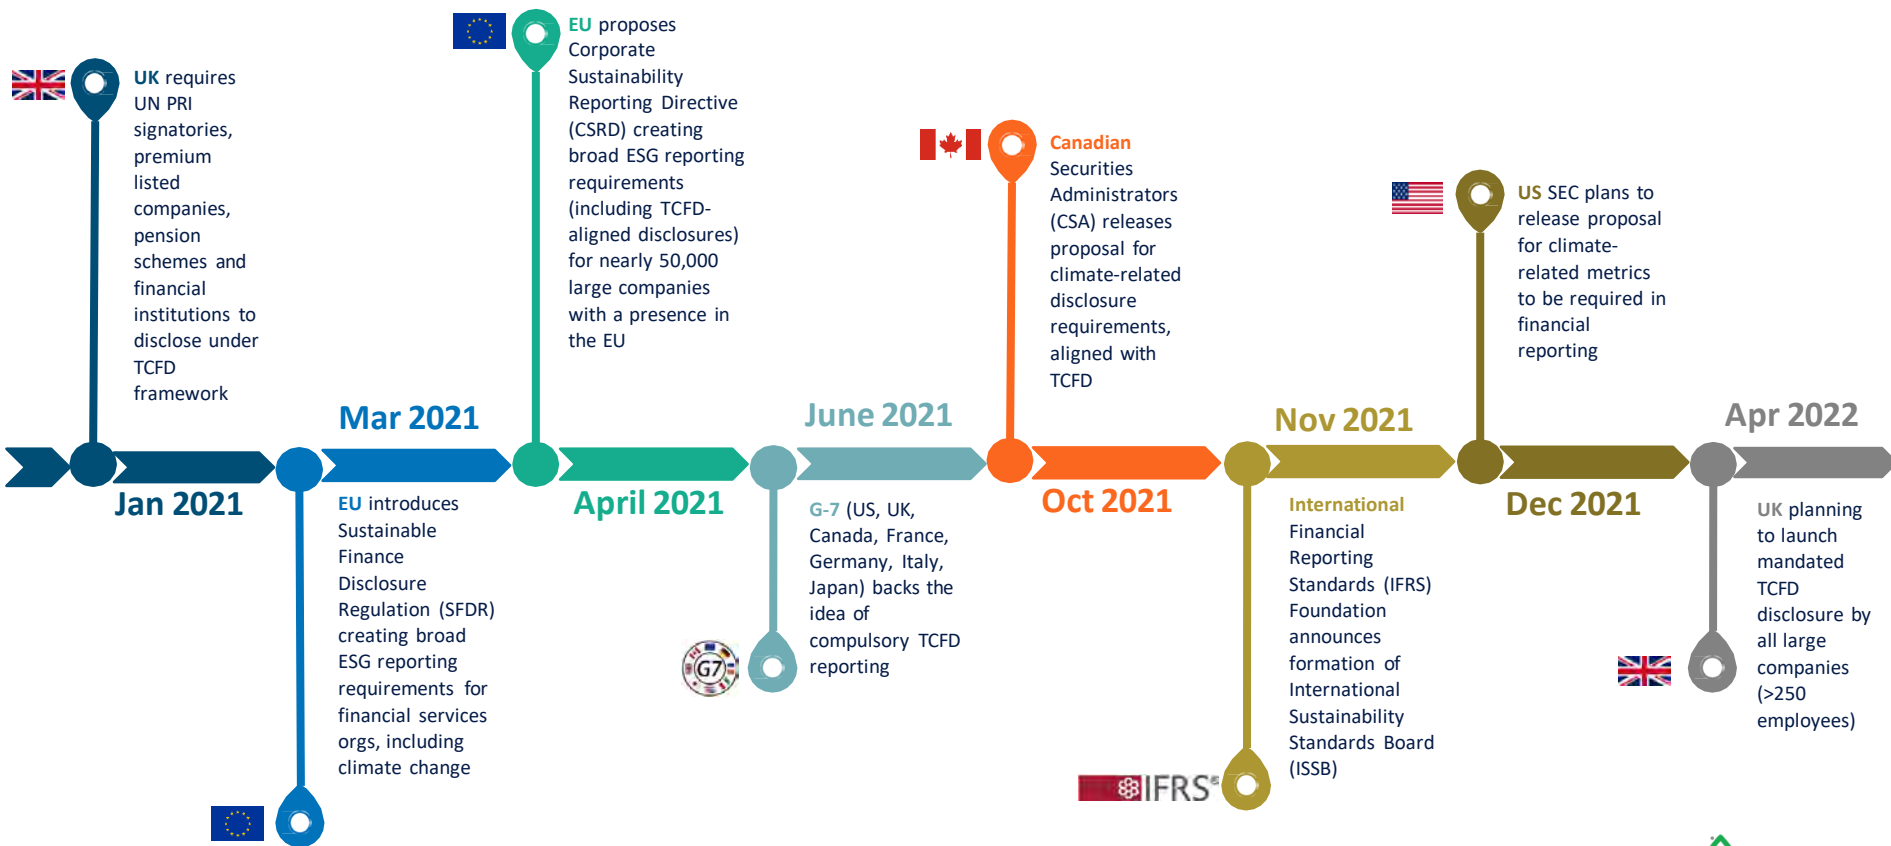 UK requires
UN PRI
signatories,
premium
listed
companies,
pension
schemes and
financial
institutions to
disclose under
TCFD
framework
Jan 2021
Mar 2021
EU introduces
Sustainable
Finance
Disclosure
Regulation (SFDR)
creating broad
ESG reporting
requirements for
financial services
orgs, including
climate change
EU proposes
Corporate
Sustainability
Reporting Directive
(CSRD) creating
broad ESG reporting
requirements
(including TCFD-
aligned disclosures)
for nearly 50,000
large companies
with a presence in
the EU
April 2021
June 2021
G-7 (US, UK,
Canada, France,
Germany, Italy,
Japan) backs the
idea of
compulsory TCFD
reporting
G7
Canadian
Securities
Administrators
(CSA) releases
proposal for
climate-related
disclosure
requirements,
aligned with
TCFD
Oct 2021
Nov 2021
International
Financial
Reporting
Standards (IFRS)
Foundation
announces
formation of
International
Sustainability
Standards Board
(ISSB)
IFRS®
US SEC plans to
release proposal
for climate-
related metrics
to be required in
financial
reporting
Dec 2021
Apr 2022
UK planning
to launch
mandated
TCFD
disclosure by
all large
companies
(>250
employees)